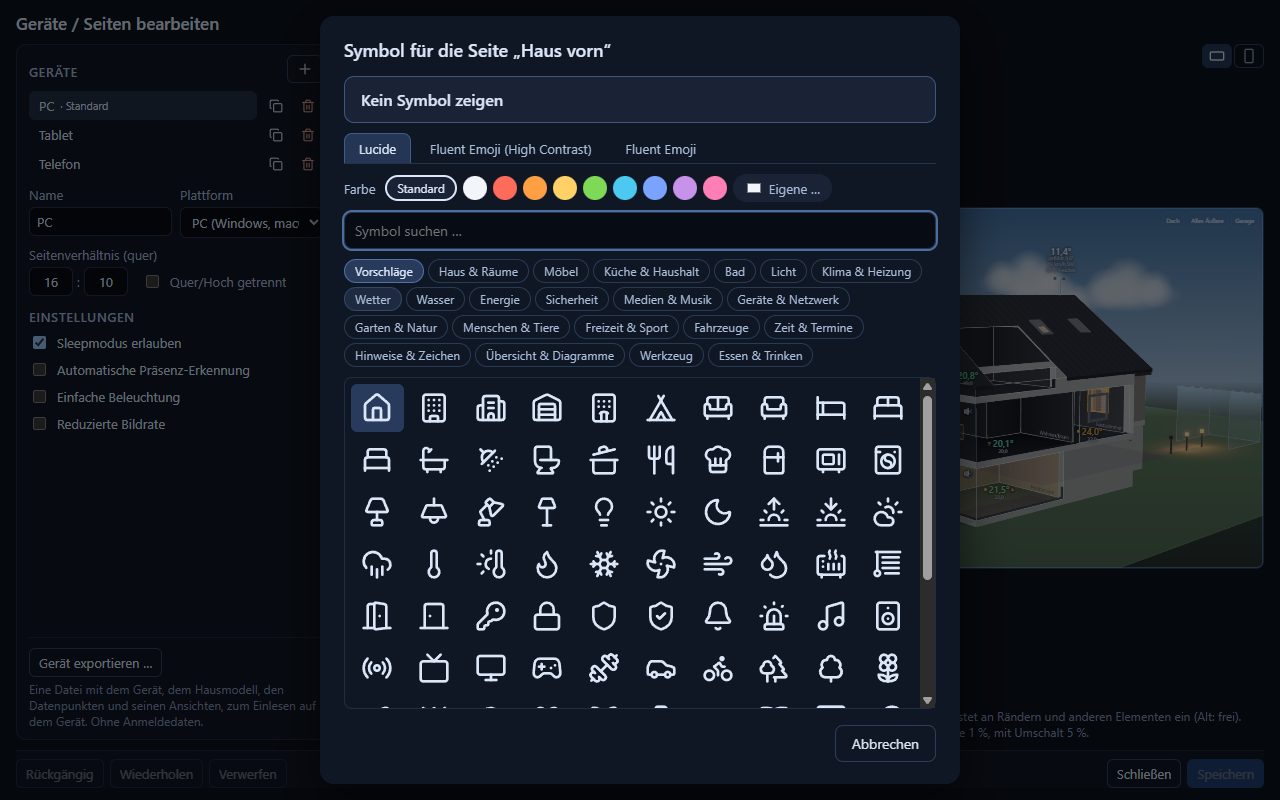 Geräte / Seiten bearbeiten
GERÄTE
PC · Standard
Tablet
Telefon
Name
Plattform
PC
PC (Windows, mac
Seitenverhältnis (quer)
16 : 10
Quer/Hoch getrennt
EINSTELLUNGEN
Sleepmodus erlauben
Automatische Präsenz-Erkennung
Einfache Beleuchtung
Reduzierte Bildrate
Gerät exportieren ...
Eine Datei mit dem Gerät, dem Hausmodell, den
Datenpunkten und seinen Ansichten, zum Einlesen auf
dem Gerät. Ohne Anmeldedaten.
Rückgängig
Wiederholen
Verwerfen
Symbol für die Seite „Haus vorn“
Kein Symbol zeigen
Lucide
Fluent Emoji (High Contrast)
Fluent Emoji
Farbe
Standard
Eigene ...
Symbol suchen ...
Vorschläge
Haus & Räume
Möbel
Küche & Haushalt
Bad
Licht
Klima & Heizung
Wetter
Wasser
Energie
Sicherheit
Medien & Musik
Geräte & Netzwerk
Garten & Natur
Menschen & Tiere
Freizeit & Sport
Fahrzeuge
Zeit & Termine
Hinweise & Zeichen
Übersicht & Diagramme
Werkzeug
Essen & Trinken
Abbrechen
Dach
Alles Außere
Garage
11,4°
20,8°
24,0°
20,1°
21,5°
stet an Rändern und anderen Elementen ein (Alt: frei).
e 1 %, mit Umschalt 5 %.
Schließen
Speichern